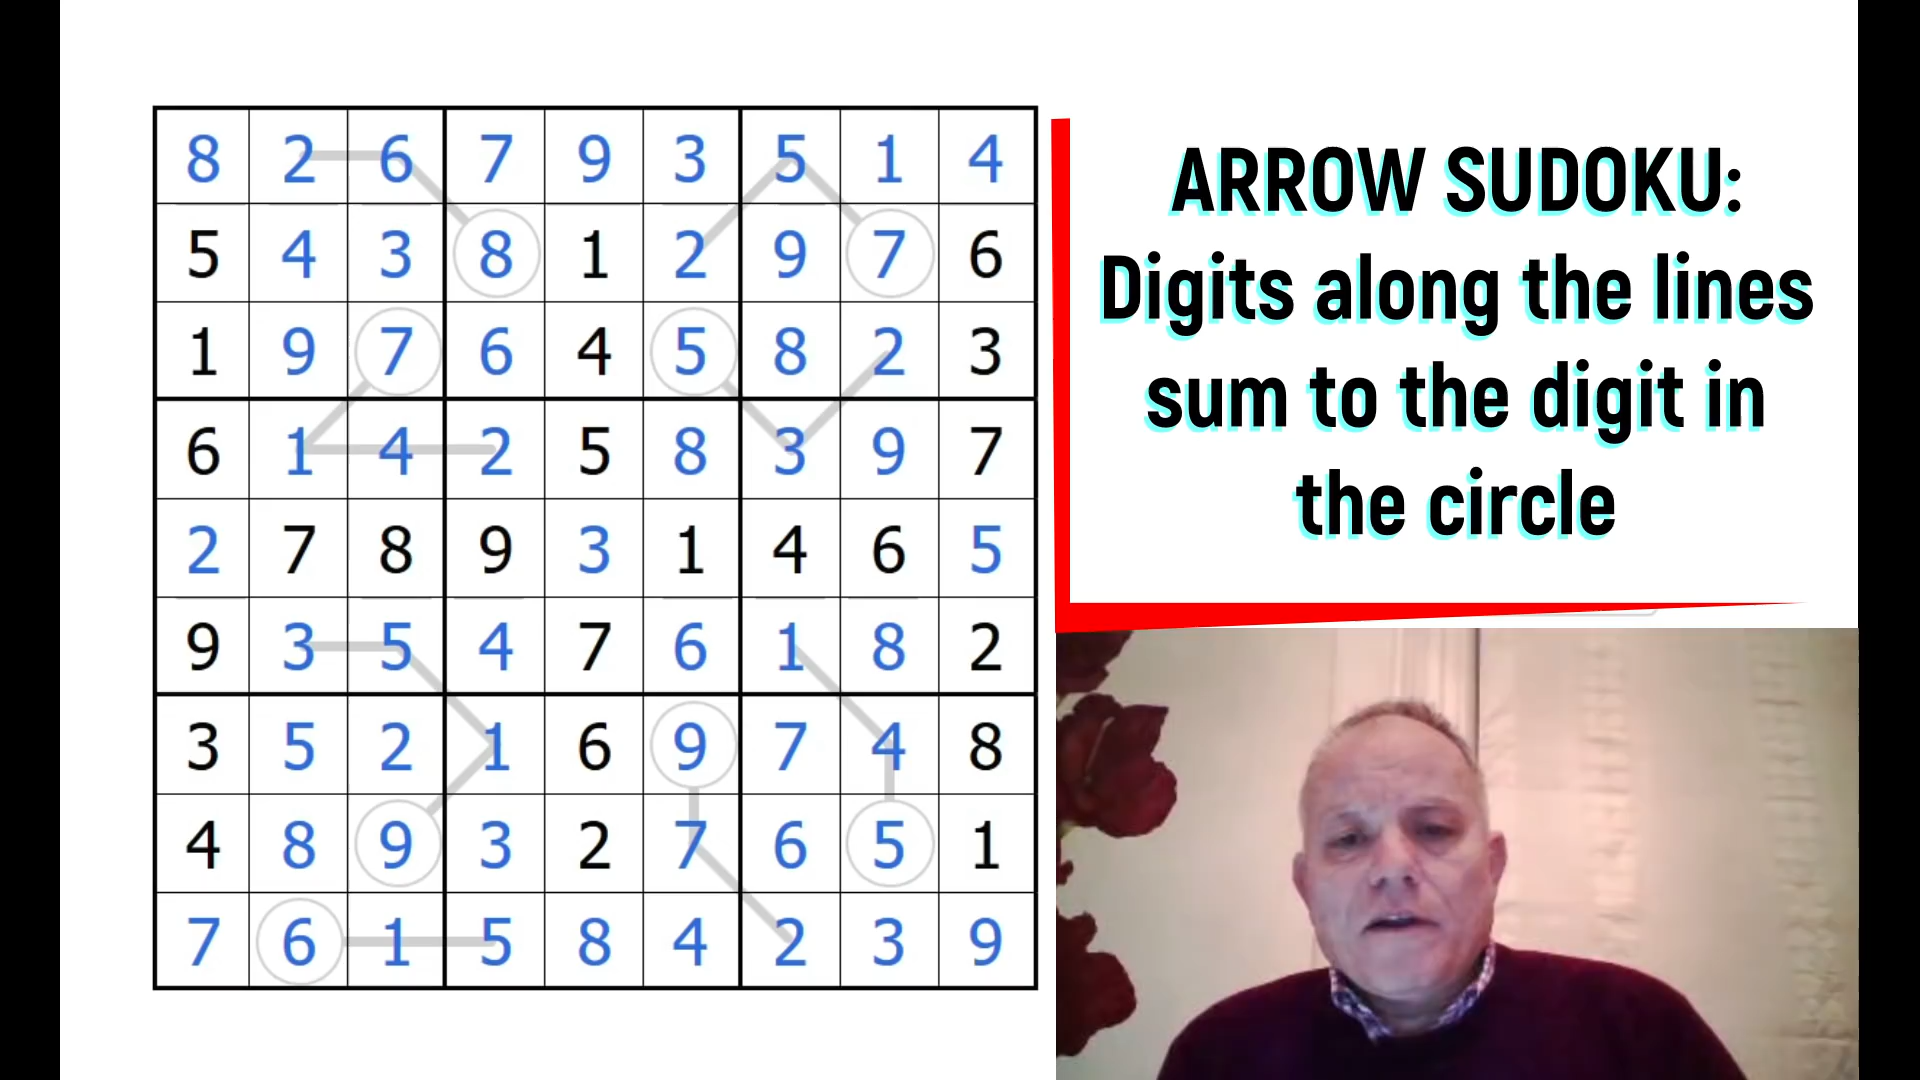 8 2 6 7 9 3 5 1 4
5 4 3 8 1 2 9 7 6
1 9 7 6 4 5 8 2 3
6 1 4 2 5 8 3 9 7
2 7 8 9 3 1 4 6 5
9 3 5 4 7 6 1 8 2
3 5 2 1 6 9 7 4 8
4 8 9 3 2 7 6 5 1
7 6 1 5 8 4 2 3 9
ARROW SUDOKU:
Digits along the lines
sum to the digit in
the circle